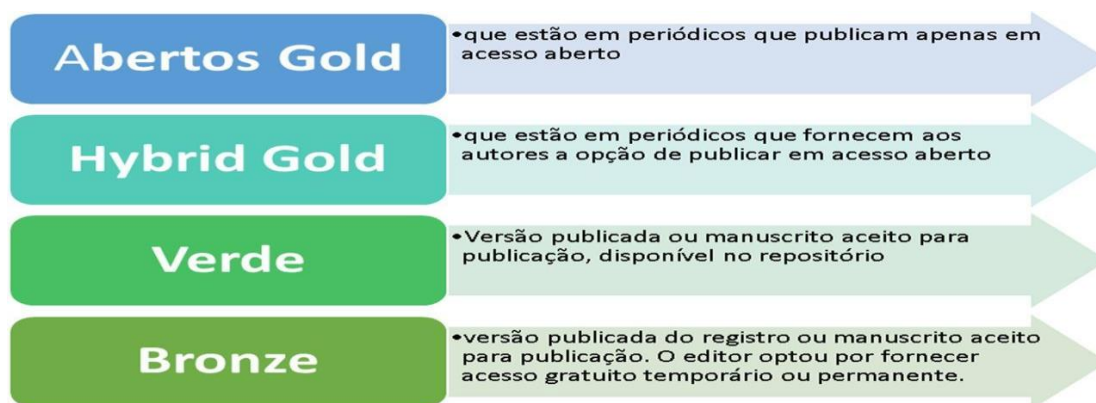 Abertos Gold
•que estão em periódicos que publicam apenas em
acesso aberto
Hybrid Gold
•que estão em periódicos que fornecem aos
autores a opção de publicar em acesso aberto
Verde
•Versão publicada ou manuscrito aceito para
publicação, disponível no repositório
Bronze
•versão publicada do registro ou manuscrito aceito
para publicação. O editor optou por fornecer
acesso gratuito temporário ou permanente.